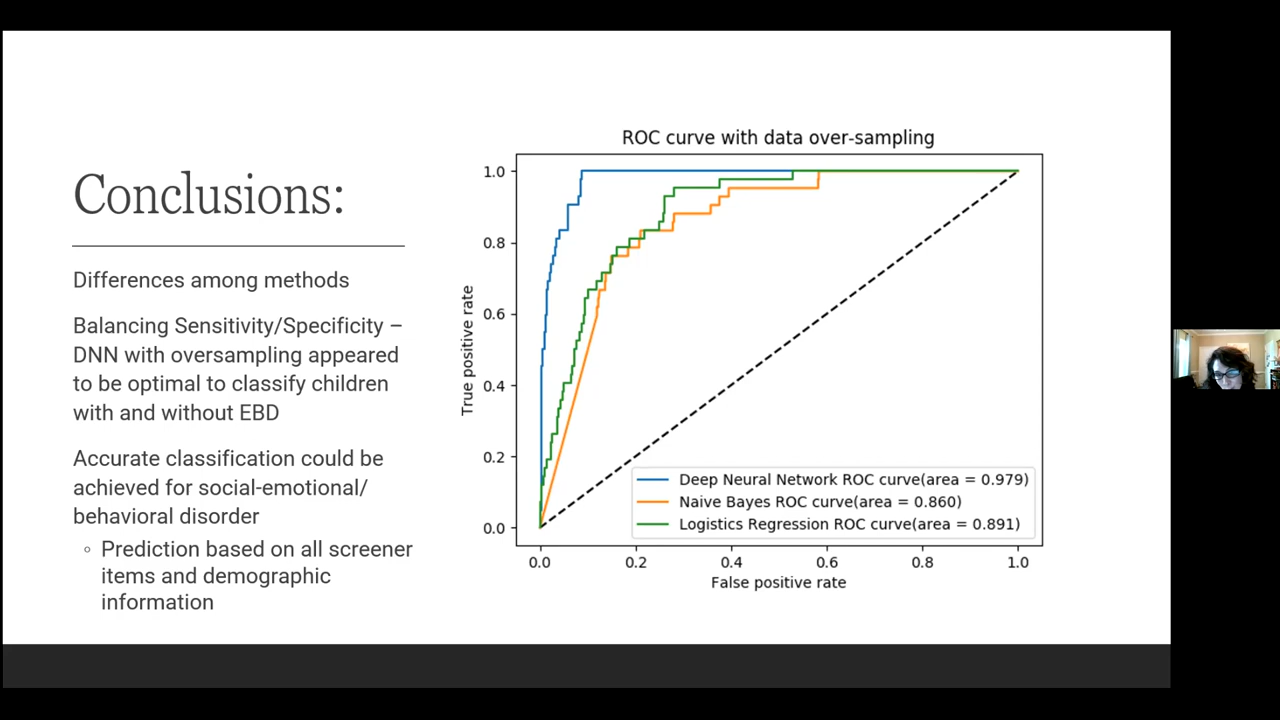 Conclusions:
Differences among methods
Balancing Sensitivity/Specificity –
DNN with oversampling appeared
to be optimal to classify children
with and without EBD
Accurate classification could be
achieved for social-emotional/
behavioral disorder
◦ Prediction based on all screener
items and demographic
information
ROC curve with data over-sampling
True positive rate
1.0
0.8
0.6
0.4
0.2
0.0
Deep Neural Network ROC curve(area = 0.979)
Naive Bayes ROC curve(area = 0.860)
Logistics Regression ROC curve(area = 0.891)
0.0 0.2 0.4 0.6 0.8 1.0
False positive rate